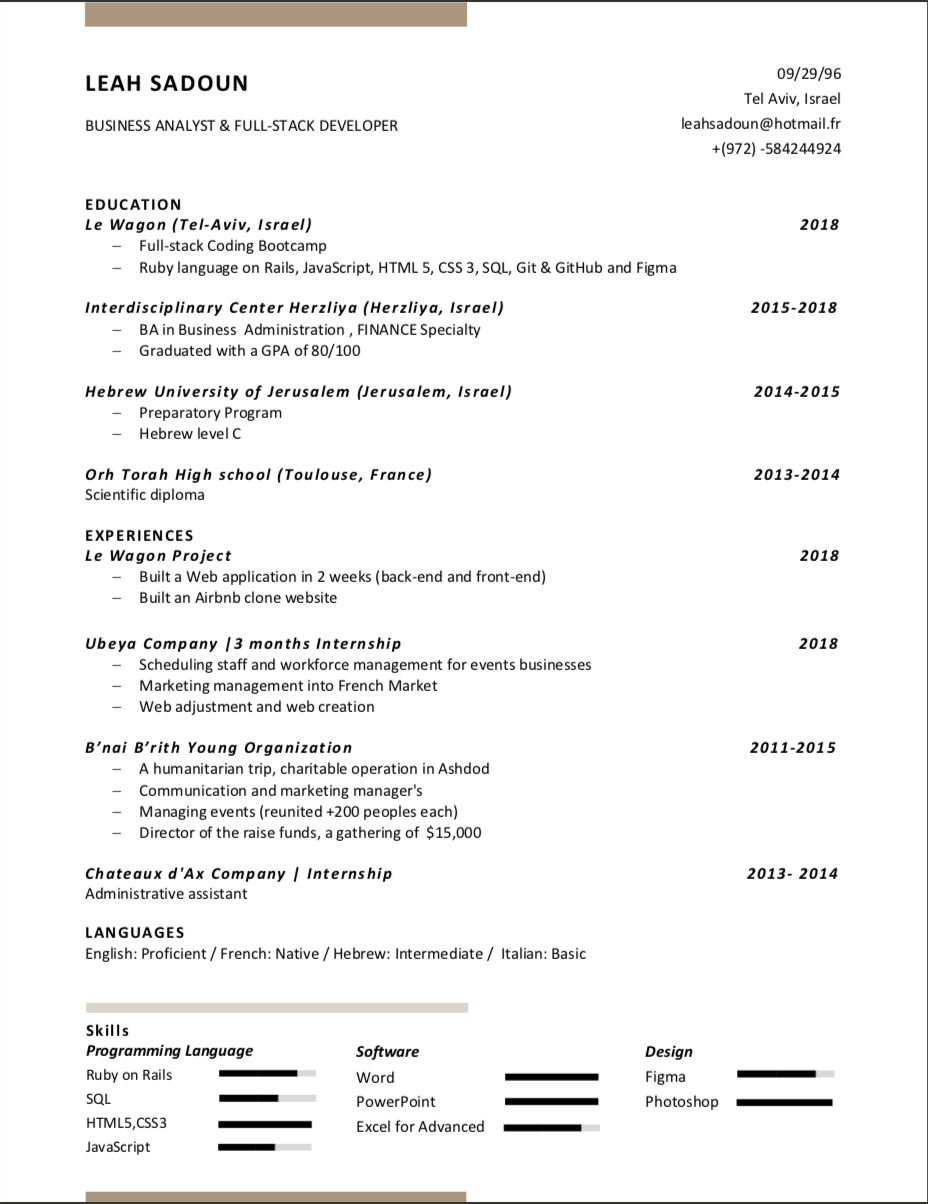 LEAH SADOUN
BUSINESS ANALYST & FULL-STACK DEVELOPER
09/29/96
Tel Aviv, Israel
leahsadoun@hotmail.fr
+(972) -584244924
EDUCATION
Le Wagon (Tel-Aviv, Israel) 2018
– Full-stack Coding Bootcamp
– Ruby language on Rails, JavaScript, HTML 5, CSS 3, SQL, Git & GitHub and Figma
Interdisciplinary Center Herzliya (Herzliya, Israel) 2015-2018
– BA in Business Administration , FINANCE Specialty
– Graduated with a GPA of 80/100
Hebrew University of Jerusalem (Jerusalem, Israel) 2014-2015
– Preparatory Program
– Hebrew level C
Orh Torah High school (Toulouse, France) 2013-2014
Scientific diploma
EXPERIENCES
Le Wagon Project 2018
– Built a Web application in 2 weeks (back-end and front-end)
– Built an Airbnb clone website
Ubeya Company |3 months Internship 2018
– Scheduling staff and workforce management for events businesses
– Marketing management into French Market
– Web adjustment and web creation
B’nai B’rith Young Organization 2011-2015
– A humanitarian trip, charitable operation in Ashdod
– Communication and marketing manager's
– Managing events (reunited +200 peoples each)
– Director of the raise funds, a gathering of $15,000
Chateaux d'Ax Company | Internship 2013- 2014
Administrative assistant
LANGUAGES
English: Proficient / French: Native / Hebrew: Intermediate / Italian: Basic
Skills
Programming Language
Ruby on Rails
SQL
HTML5,CSS3
JavaScript
Software
Word
PowerPoint
Excel for Advanced
Design
Figma
Photoshop